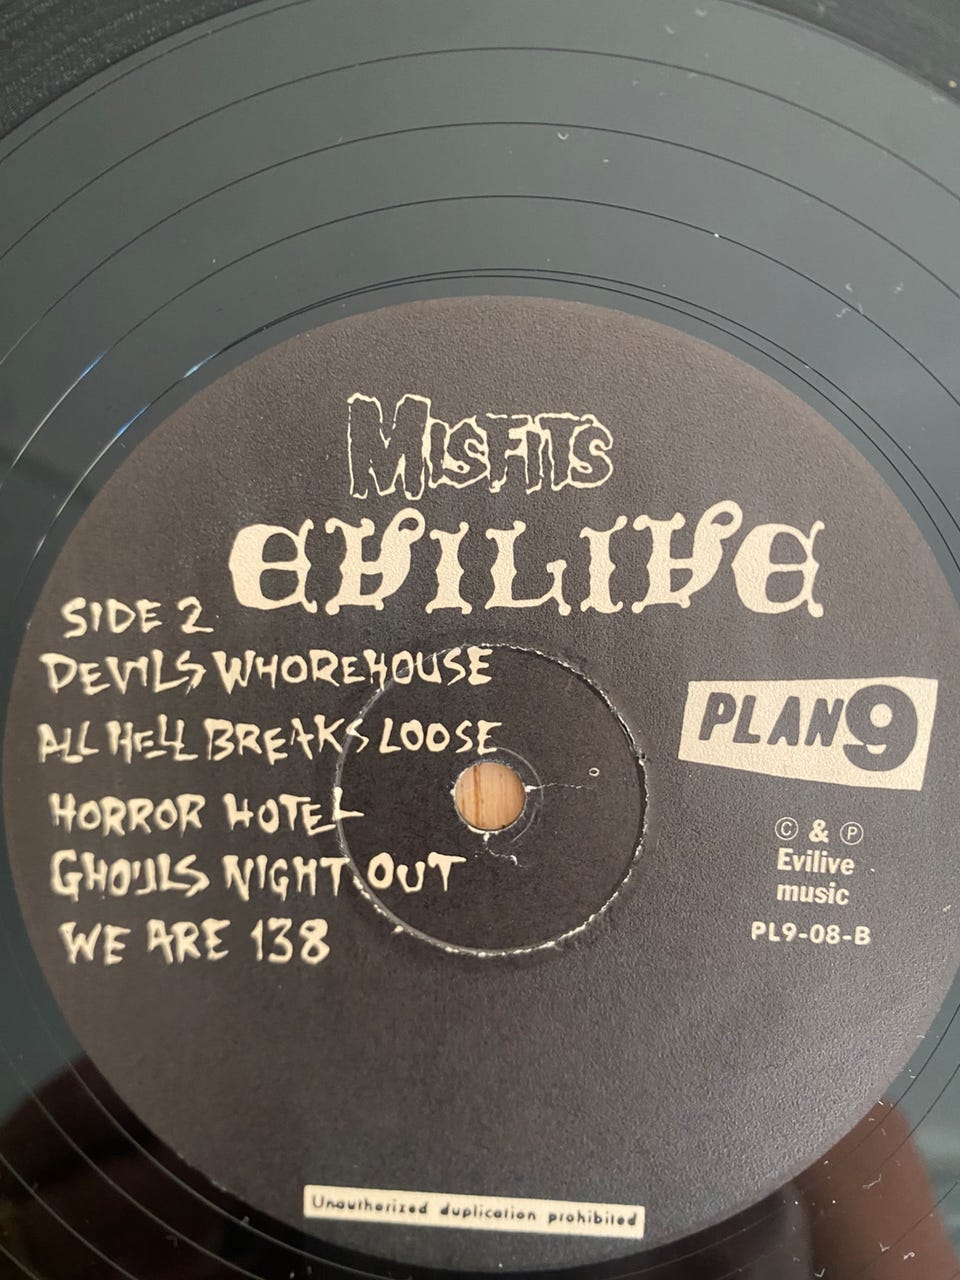 MISFITS
EVILIVE
SIDE 2
DEVILS WHOREHOUSE
ALL HELL BREAKS LOOSE
HORROR HOTEL
GHOULS NIGHT OUT
WE ARE 138
PLAN 9
© & ℗
Evilive
music
PL9-08-B
Unauthorized duplication prohibited